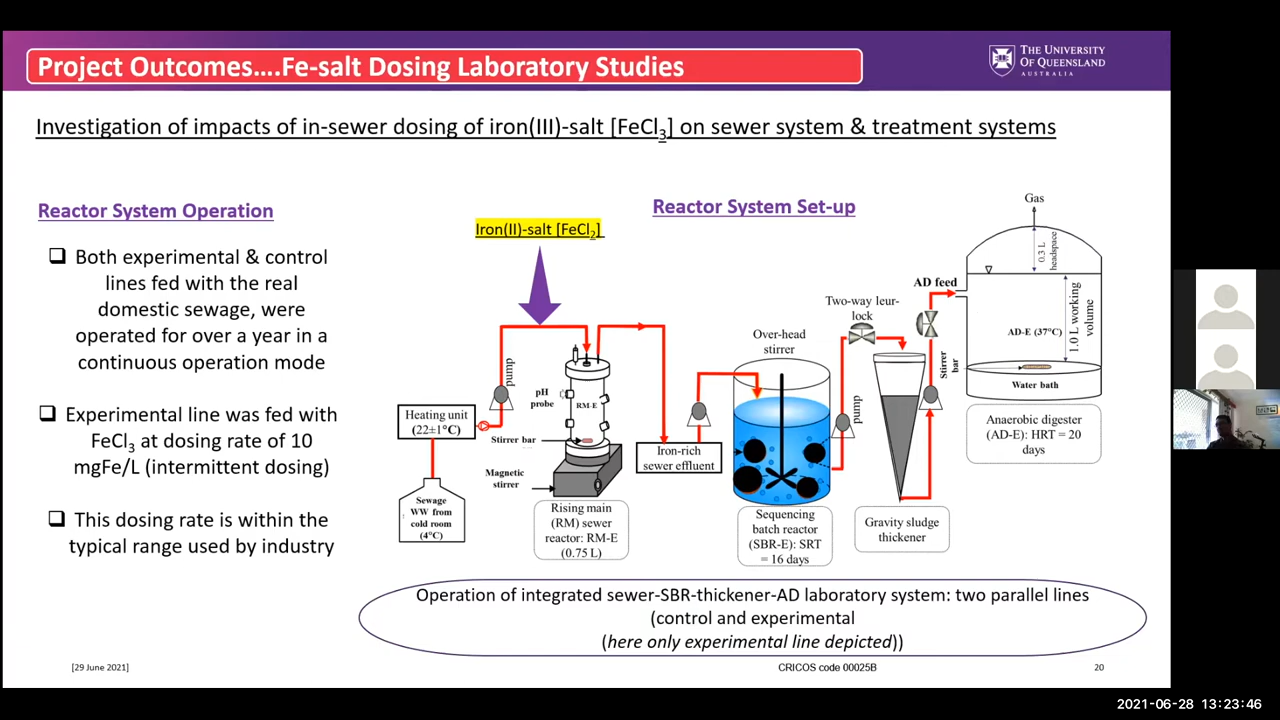 Project Outcomes….Fe-salt Dosing Laboratory Studies
THE UNIVERSITY
OF QUEENSLAND
AUSTRALIA
Investigation of impacts of in-sewer dosing of iron(III)-salt [FeCl3] on sewer system & treatment systems
Reactor System Operation
❑ Both experimental & control
lines fed with the real
domestic sewage, were
operated for over a year in a
continuous operation mode
❑ Experimental line was fed with
FeCl3 at dosing rate of 10
mgFe/L (intermittent dosing)
❑ This dosing rate is within the
typical range used by industry
Reactor System Set-up
Iron(II)-salt [FeCl2]
Heating unit
(22±1°C)
Sewage
WW from
cold room
(4°C)
pump
pH
probe
RM-E
Stirrer bar
Magnetic
stirrer
Rising main
(RM) sewer
reactor: RM-E
(0.75 L)
Iron-rich
sewer effluent
Over-head
stirrer
Sequencing
batch reactor
(SBR-E): SRT
= 16 days
Two-way leur-
lock
pump
Gravity sludge
thickener
AD feed
Stirrer
bar
Gas
0.3 L
headspace
1.0 L working
volume
AD-E (37°C)
Water bath
Anaerobic digester
(AD-E): HRT = 20
days
Operation of integrated sewer-SBR-thickener-AD laboratory system: two parallel lines
(control and experimental
(here only experimental line depicted))
[29 June 2021]
CRICOS code 00025B
20
2021-06-28 13:23:46